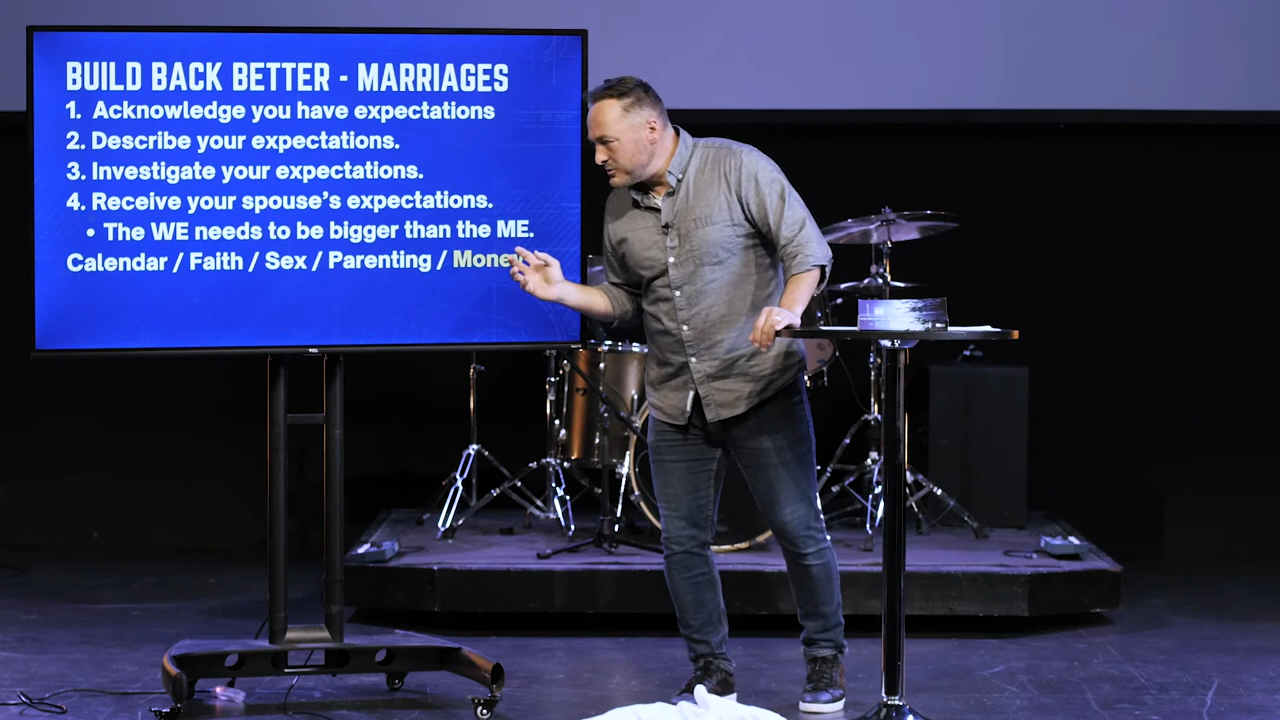 BUILD BACK BETTER - MARRIAGES
1. Acknowledge you have expectations
2. Describe your expectations.
3. Investigate your expectations.
4. Receive your spouse's expectations.
• The WE needs to be bigger than the ME.
Calendar / Faith / Sex / Parenting /
TCL